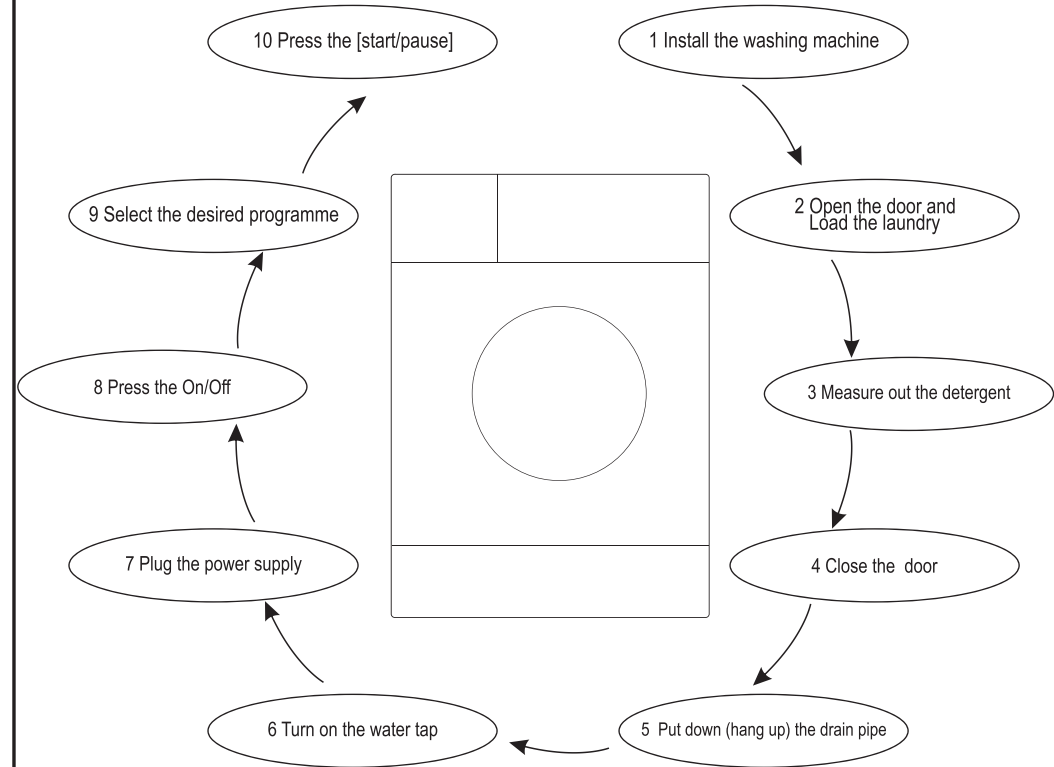 1 Install the washing machine
2 Open the door and
Load the laundry
3 Measure out the detergent
4 Close the door
5 Put down (hang up) the drain pipe
6 Turn on the water tap
7 Plug the power supply
8 Press the On/Off
9 Select the desired programme
10 Press the [start/pause]